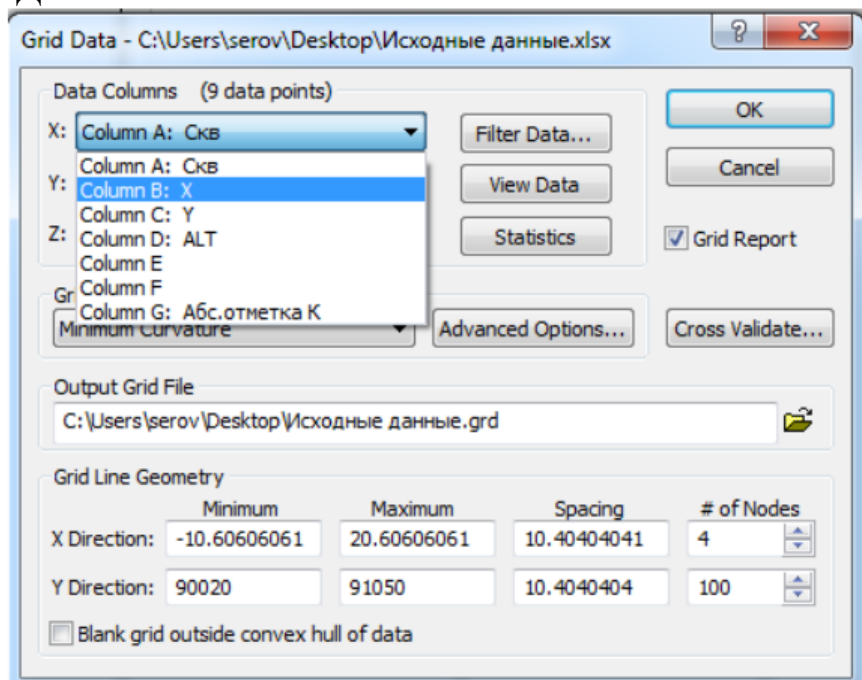 Grid Data - C:\Users\serov\Desktop\Исходные данные.xlsx
Data Columns (9 data points)
X: Column A: Скв
Filter Data...
OK
Column A: Скв
Y: Column B: X
View Data
Cancel
Column C: Y
Z: Column D: ALT
Statistics
Grid Report
Column E
Column F
Column G: Абс.отметка К
Minimum Curvature
Advanced Options...
Cross Validate...
Output Grid File
C:\Users\serov\Desktop\Исходные данные.grd
Grid Line Geometry
Minimum Maximum Spacing # of Nodes
X Direction: -10.60606061 20.60606061 10.40404041 4
Y Direction: 90020 91050 10.4040404 100
Blank grid outside convex hull of data